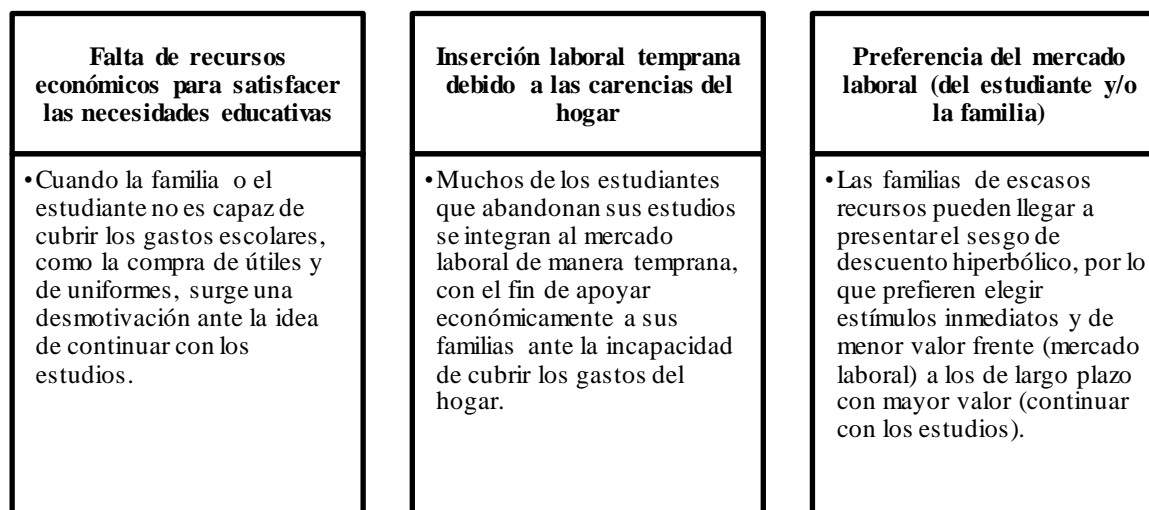 Falta de recursos
económicos para satisfacer
las necesidades educativas
•Cuando la familia o el
estudiante no es capaz de
cubrir los gastos escolares,
como la compra de útiles y
de uniformes, surge una
desmotivación ante la idea
de continuar con los
estudios.
Inserción laboral temprana
debido a las carencias del
hogar
•Muchos de los estudiantes
que abandonan sus estudios
se integran al mercado
laboral de manera temprana,
con el fin de apoyar
económicamente a sus
familias ante la incapacidad
de cubrir los gastos del
hogar.
Preferencia del mercado
laboral (del estudiante y/o
la familia)
•Las familias de escasos
recursos pueden llegar a
presentar el sesgo de
descuento hiperbólico, por lo
que prefieren elegir
estímulos inmediatos y de
menor valor frente (mercado
laboral) a los de largo plazo
con mayor valor (continuar
con los estudios).